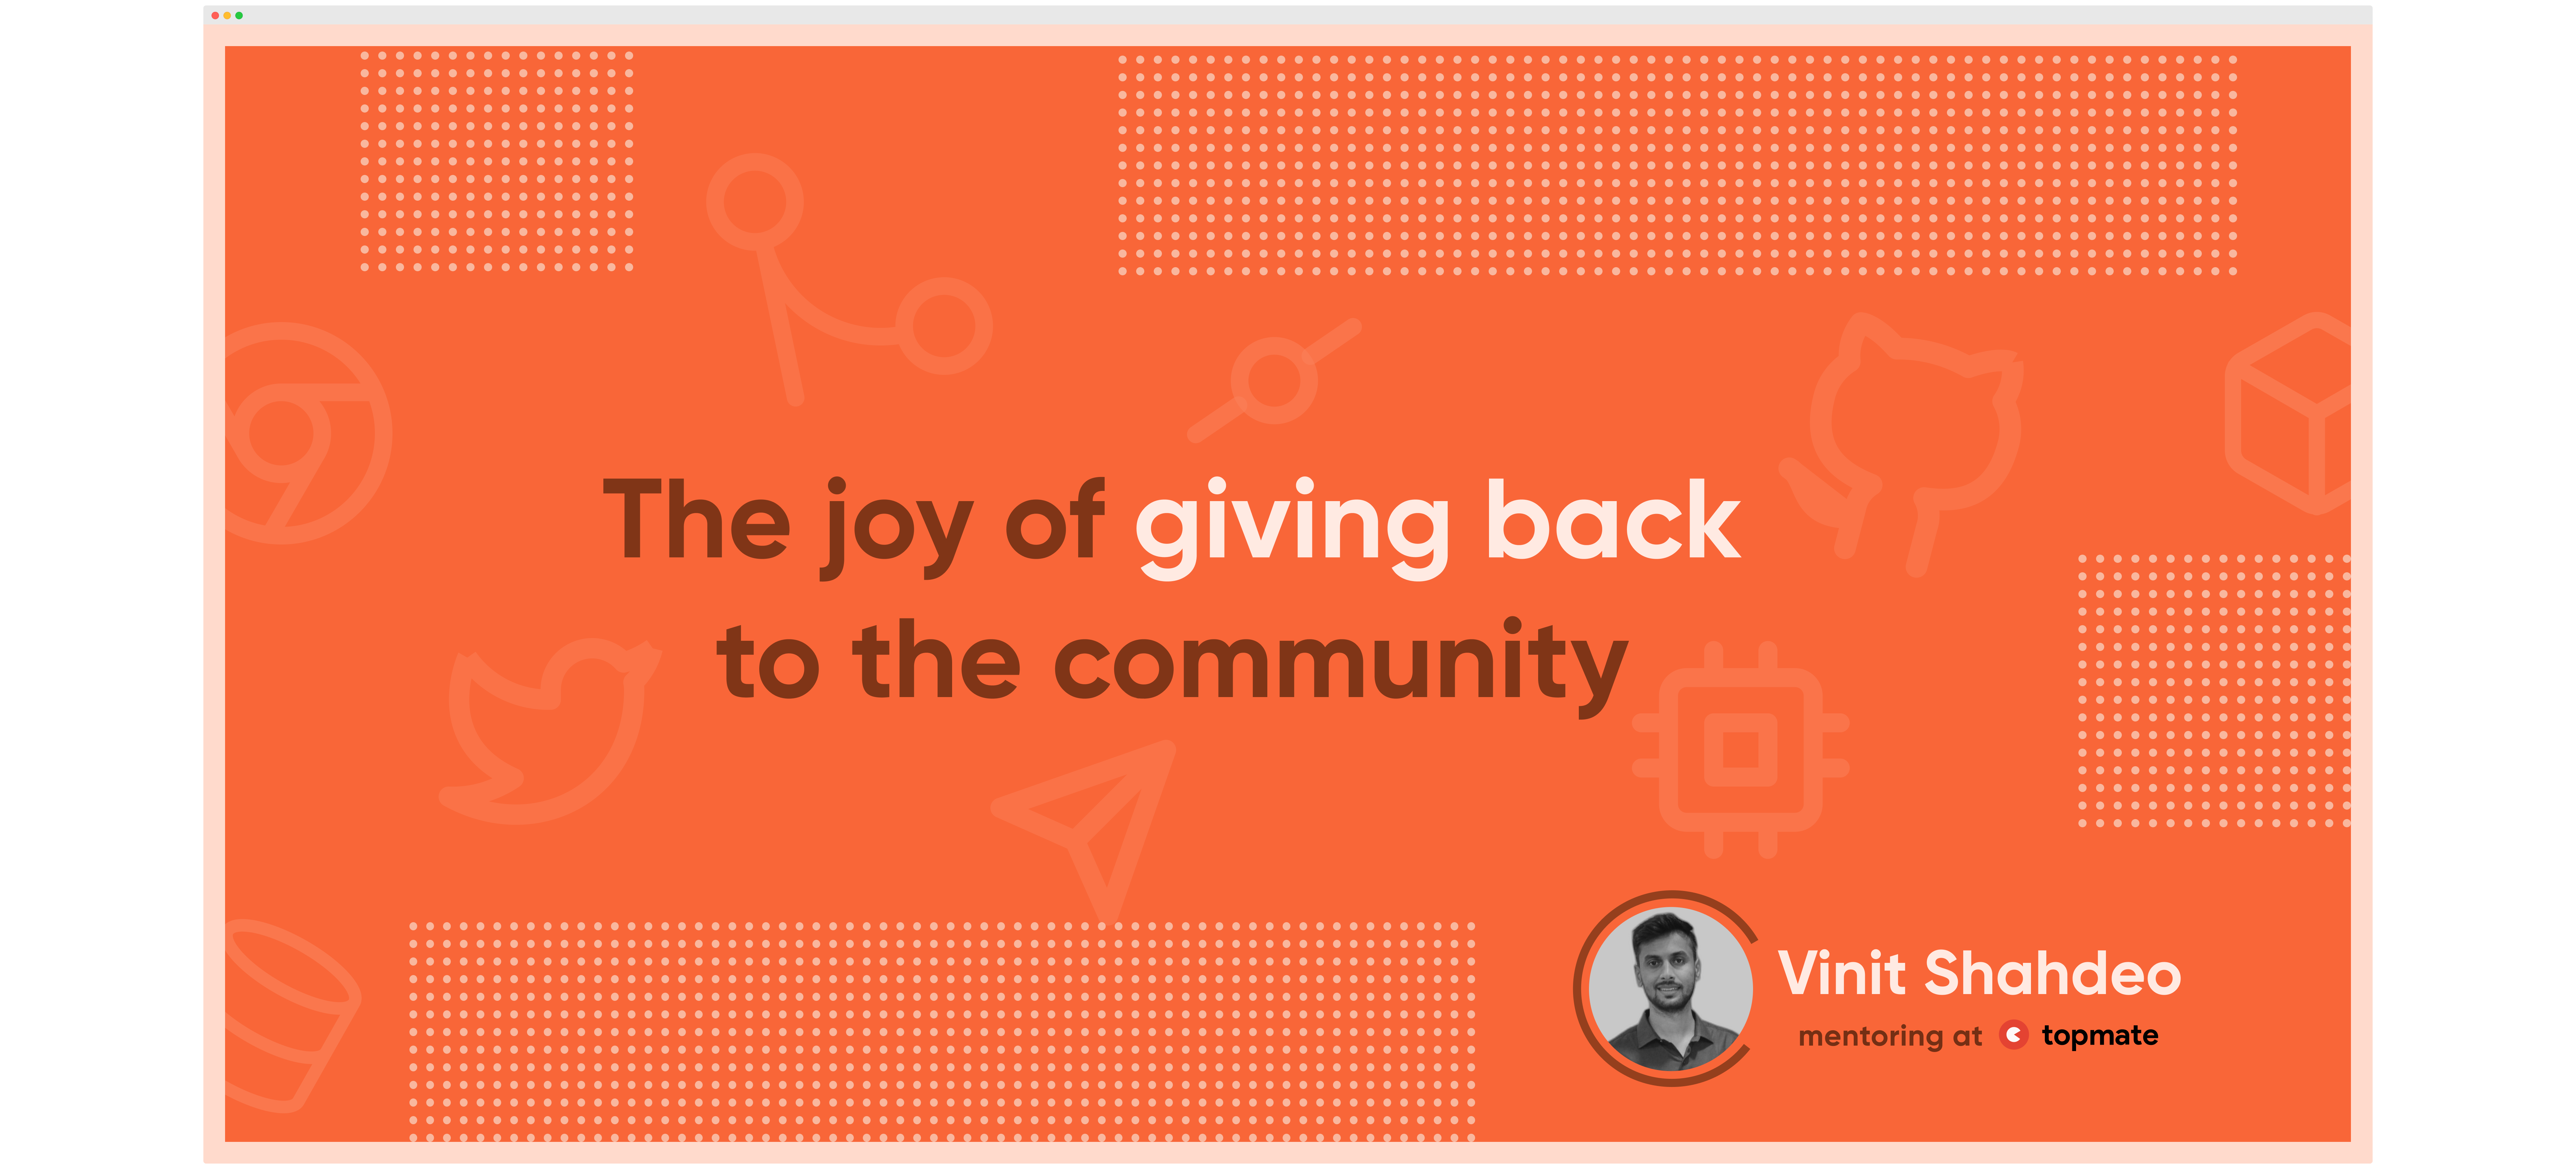 The joy of giving back
to the community
Vinit Shahdeo
mentoring at topmate